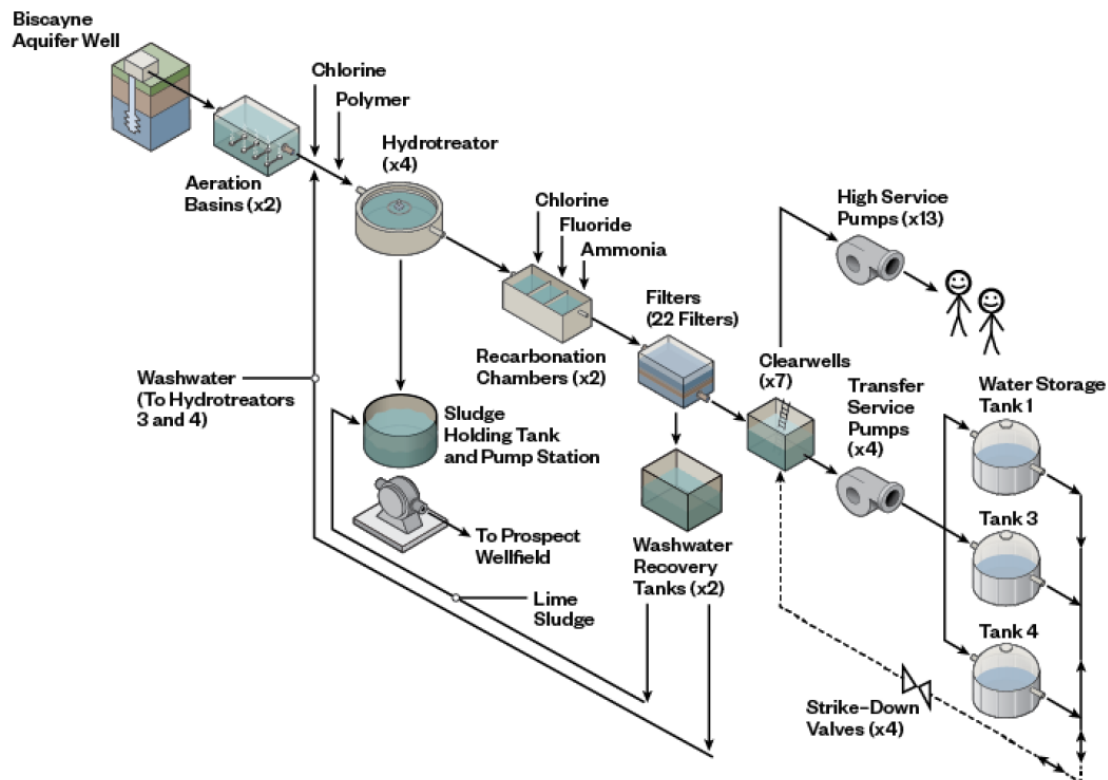 Biscayne
Aquifer Well
Chlorine
Polymer
Hydrotreator
(x4)
Aeration
Basins (x2)
Chlorine
Fluoride
Ammonia
High Service
Pumps (x13)
Filters
(22 Filters)
Recarbonation
Chambers (x2)
Clearwells
(x7)
Washwater
(To Hydrotreators
3 and 4)
Transfer
Service
Pumps
(x4)
Water Storage
Tank 1
Sludge
Holding Tank
and Pump Station
Tank 3
To Prospect
Wellfield
Washwater
Recovery
Tanks (x2)
Lime
Sludge
Tank 4
Strike–Down
Valves (x4)